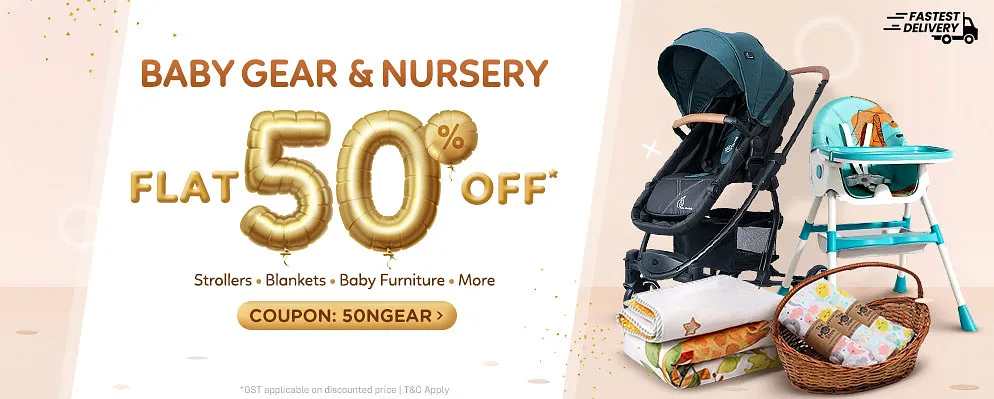 FASTEST
DELIVERY
BABY GEAR & NURSERY
FLAT 50% OFF*
Strollers • Blankets • Baby Furniture • More
COUPON: 50NGEAR >
*GST applicable on discounted price | T&C Apply